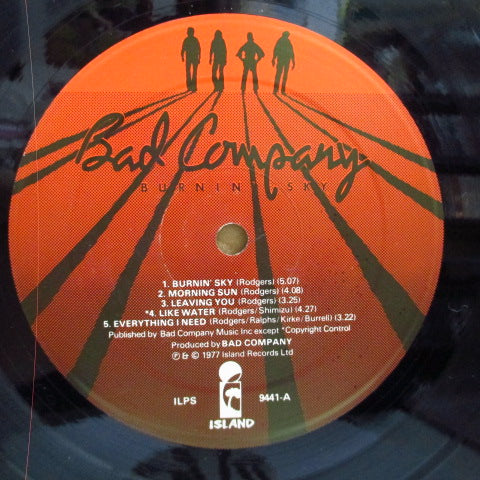 Bad Company
BURNIN' SKY
1. BURNIN' SKY (Rodgers) (5.07)
2. MORNING SUN (Rodgers) (4.08)
3. LEAVING YOU (Rodgers) (3.25)
*4. LIKE WATER (Rodgers/Shimizu) (4.27)
5. EVERYTHING I NEED (Rodgers/Ralphs/Kirke/Burrell) (3.22)
Published by Bad Company Music Inc except *Copyright Control
Produced by BAD COMPANY
℗ & © 1977 Island Records Ltd
ILPS 9441-A
ISLAND